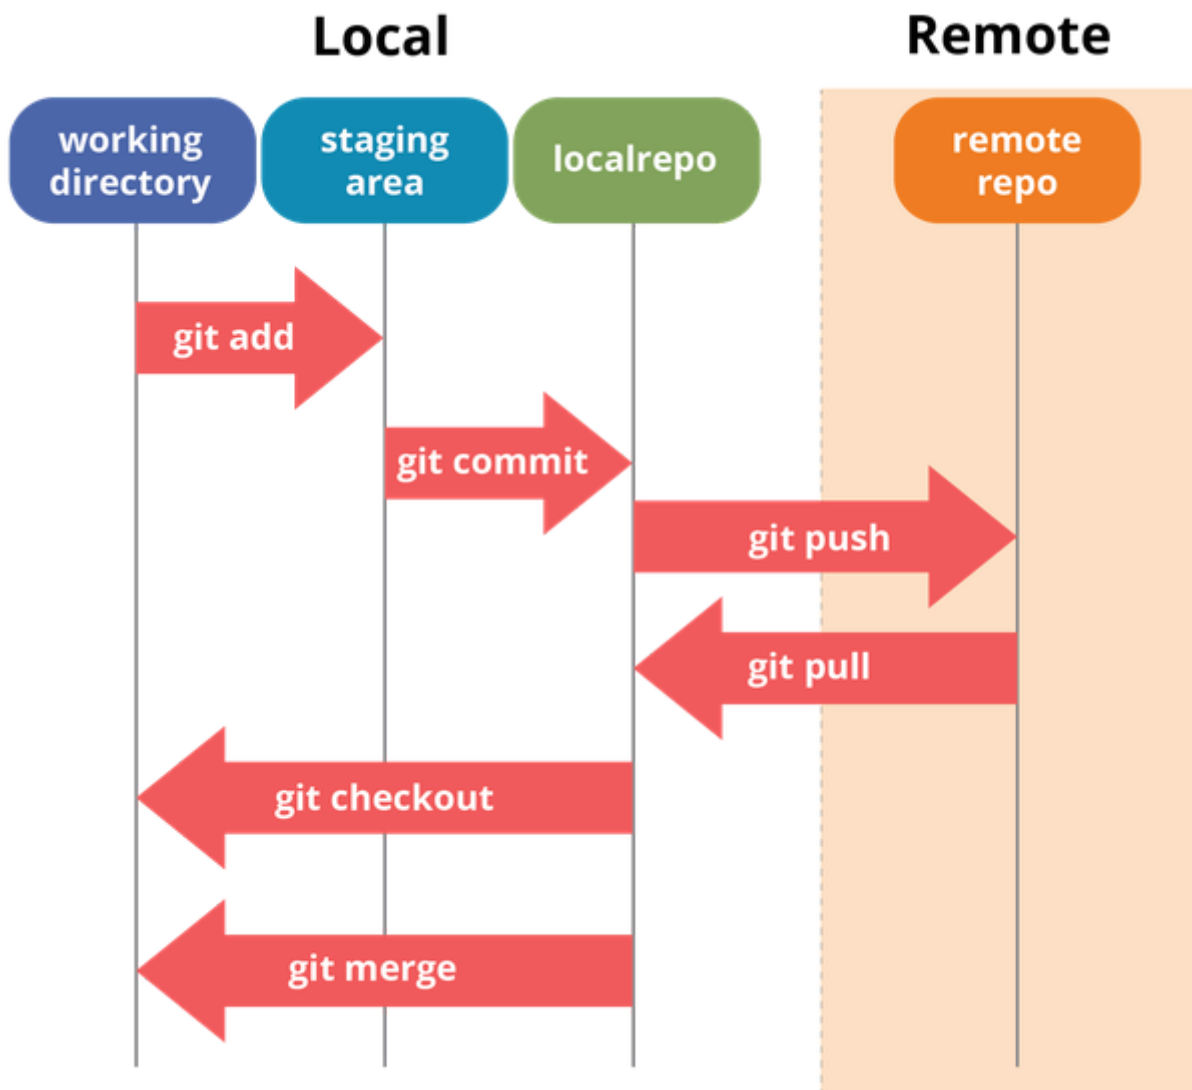 Local
Remote
working
directory
staging
area
localrepo
remote
repo
git add
git commit
git push
git pull
git checkout
git merge